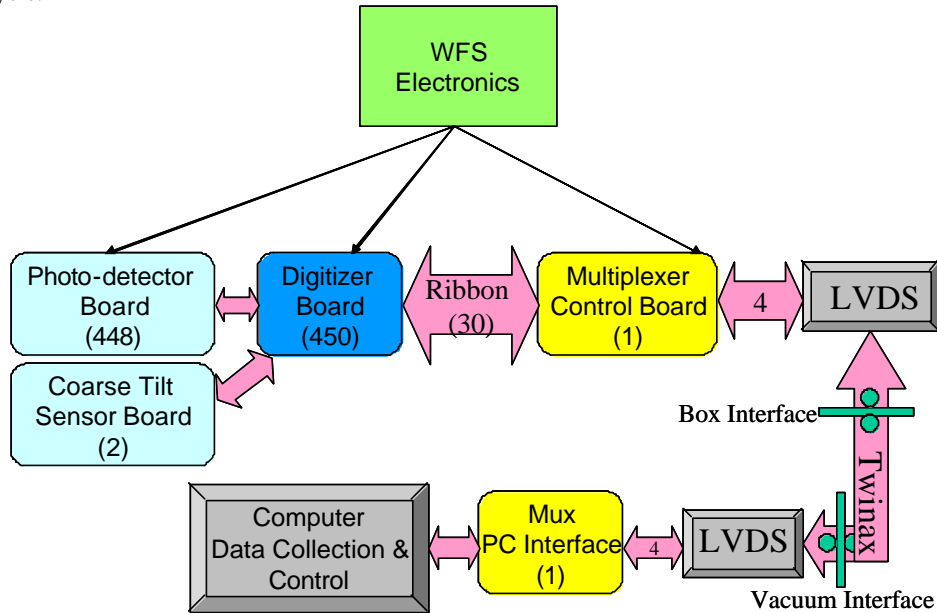 WFS
Electronics
Photo-detector
Board
(448)
Digitizer
Board
(450)
Ribbon
(30)
Multiplexer
Control Board
(1)
4
LVDS
Coarse Tilt
Sensor Board
(2)
Box Interface
Twinax
Computer
Data Collection &
Control
Mux
PC Interface
(1)
4
LVDS
Vacuum Interface